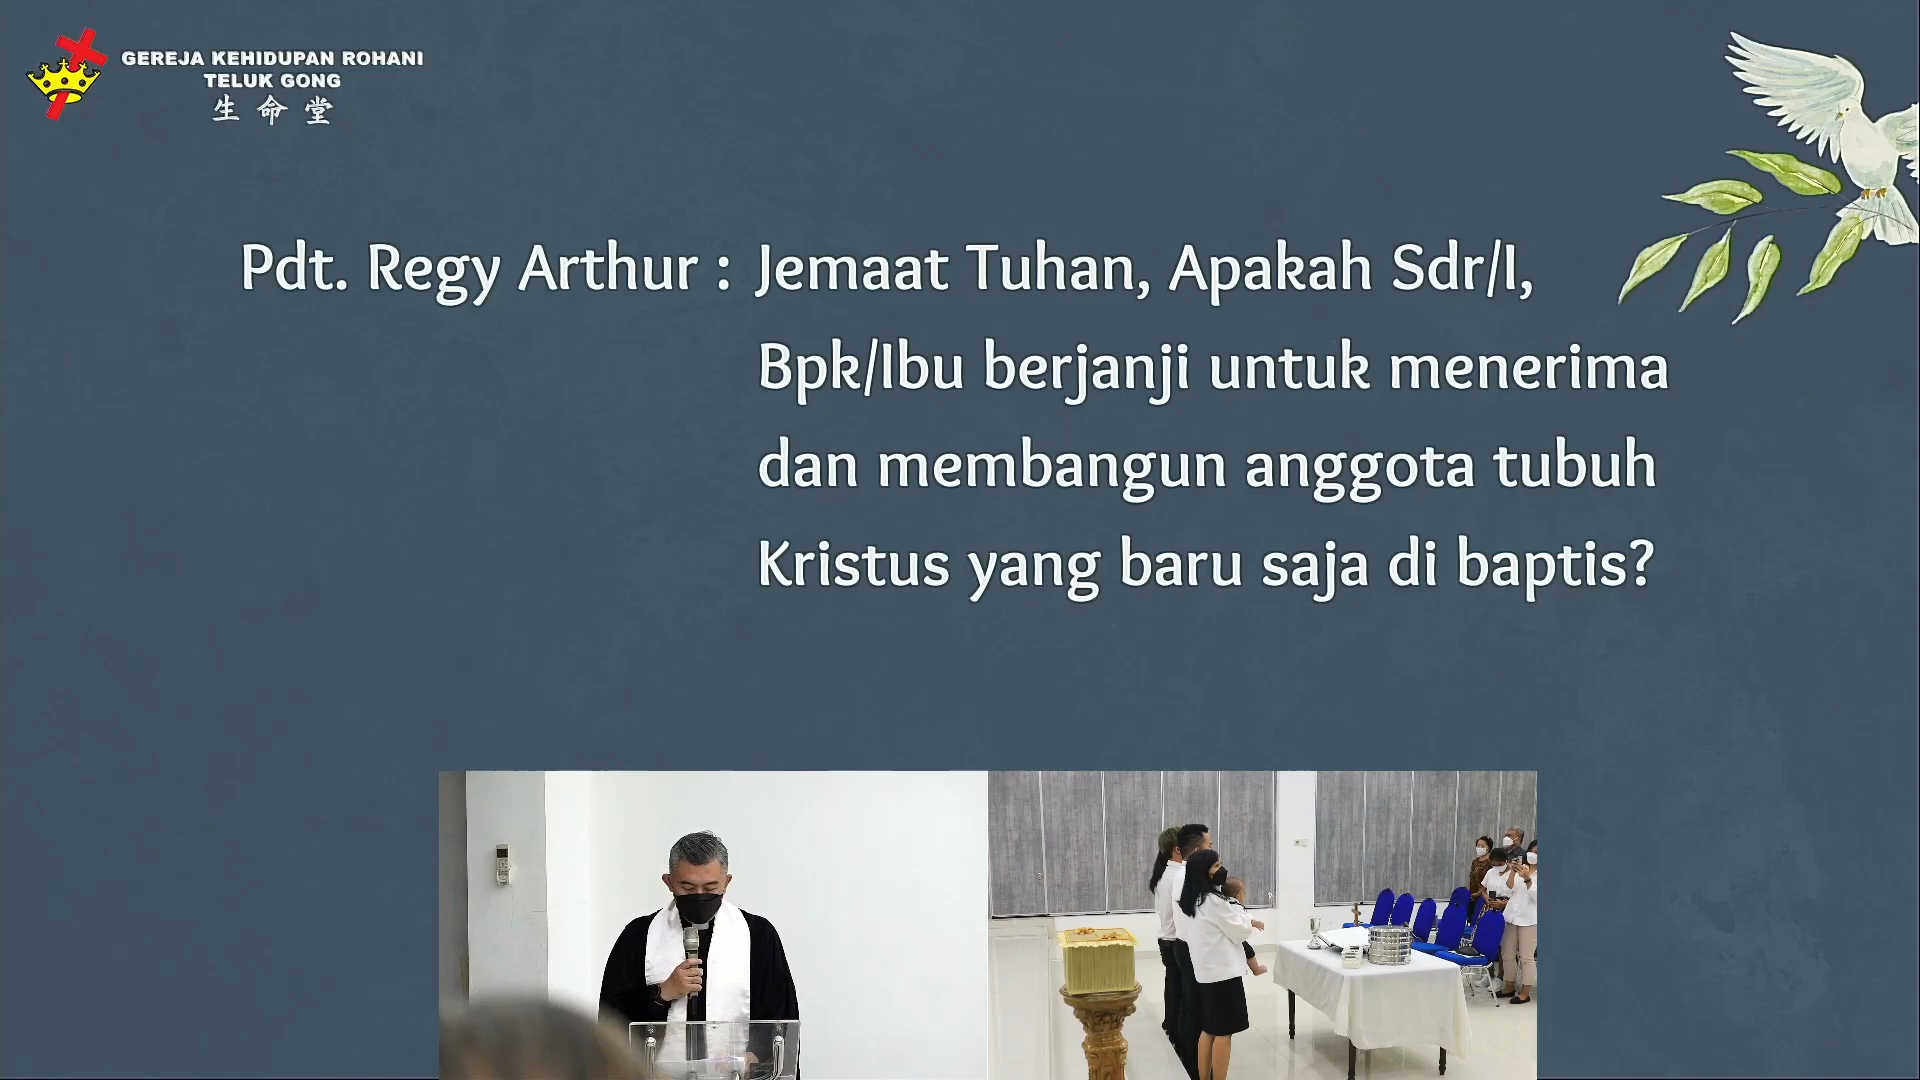 GEREJA KEHIDUPAN ROHANI
TELUK GONG
生命堂
Pdt. Regy Arthur : Jemaat Tuhan, Apakah Sdr/I,
Bpk/Ibu berjanji untuk menerima
dan membangun anggota tubuh
Kristus yang baru saja di baptis?